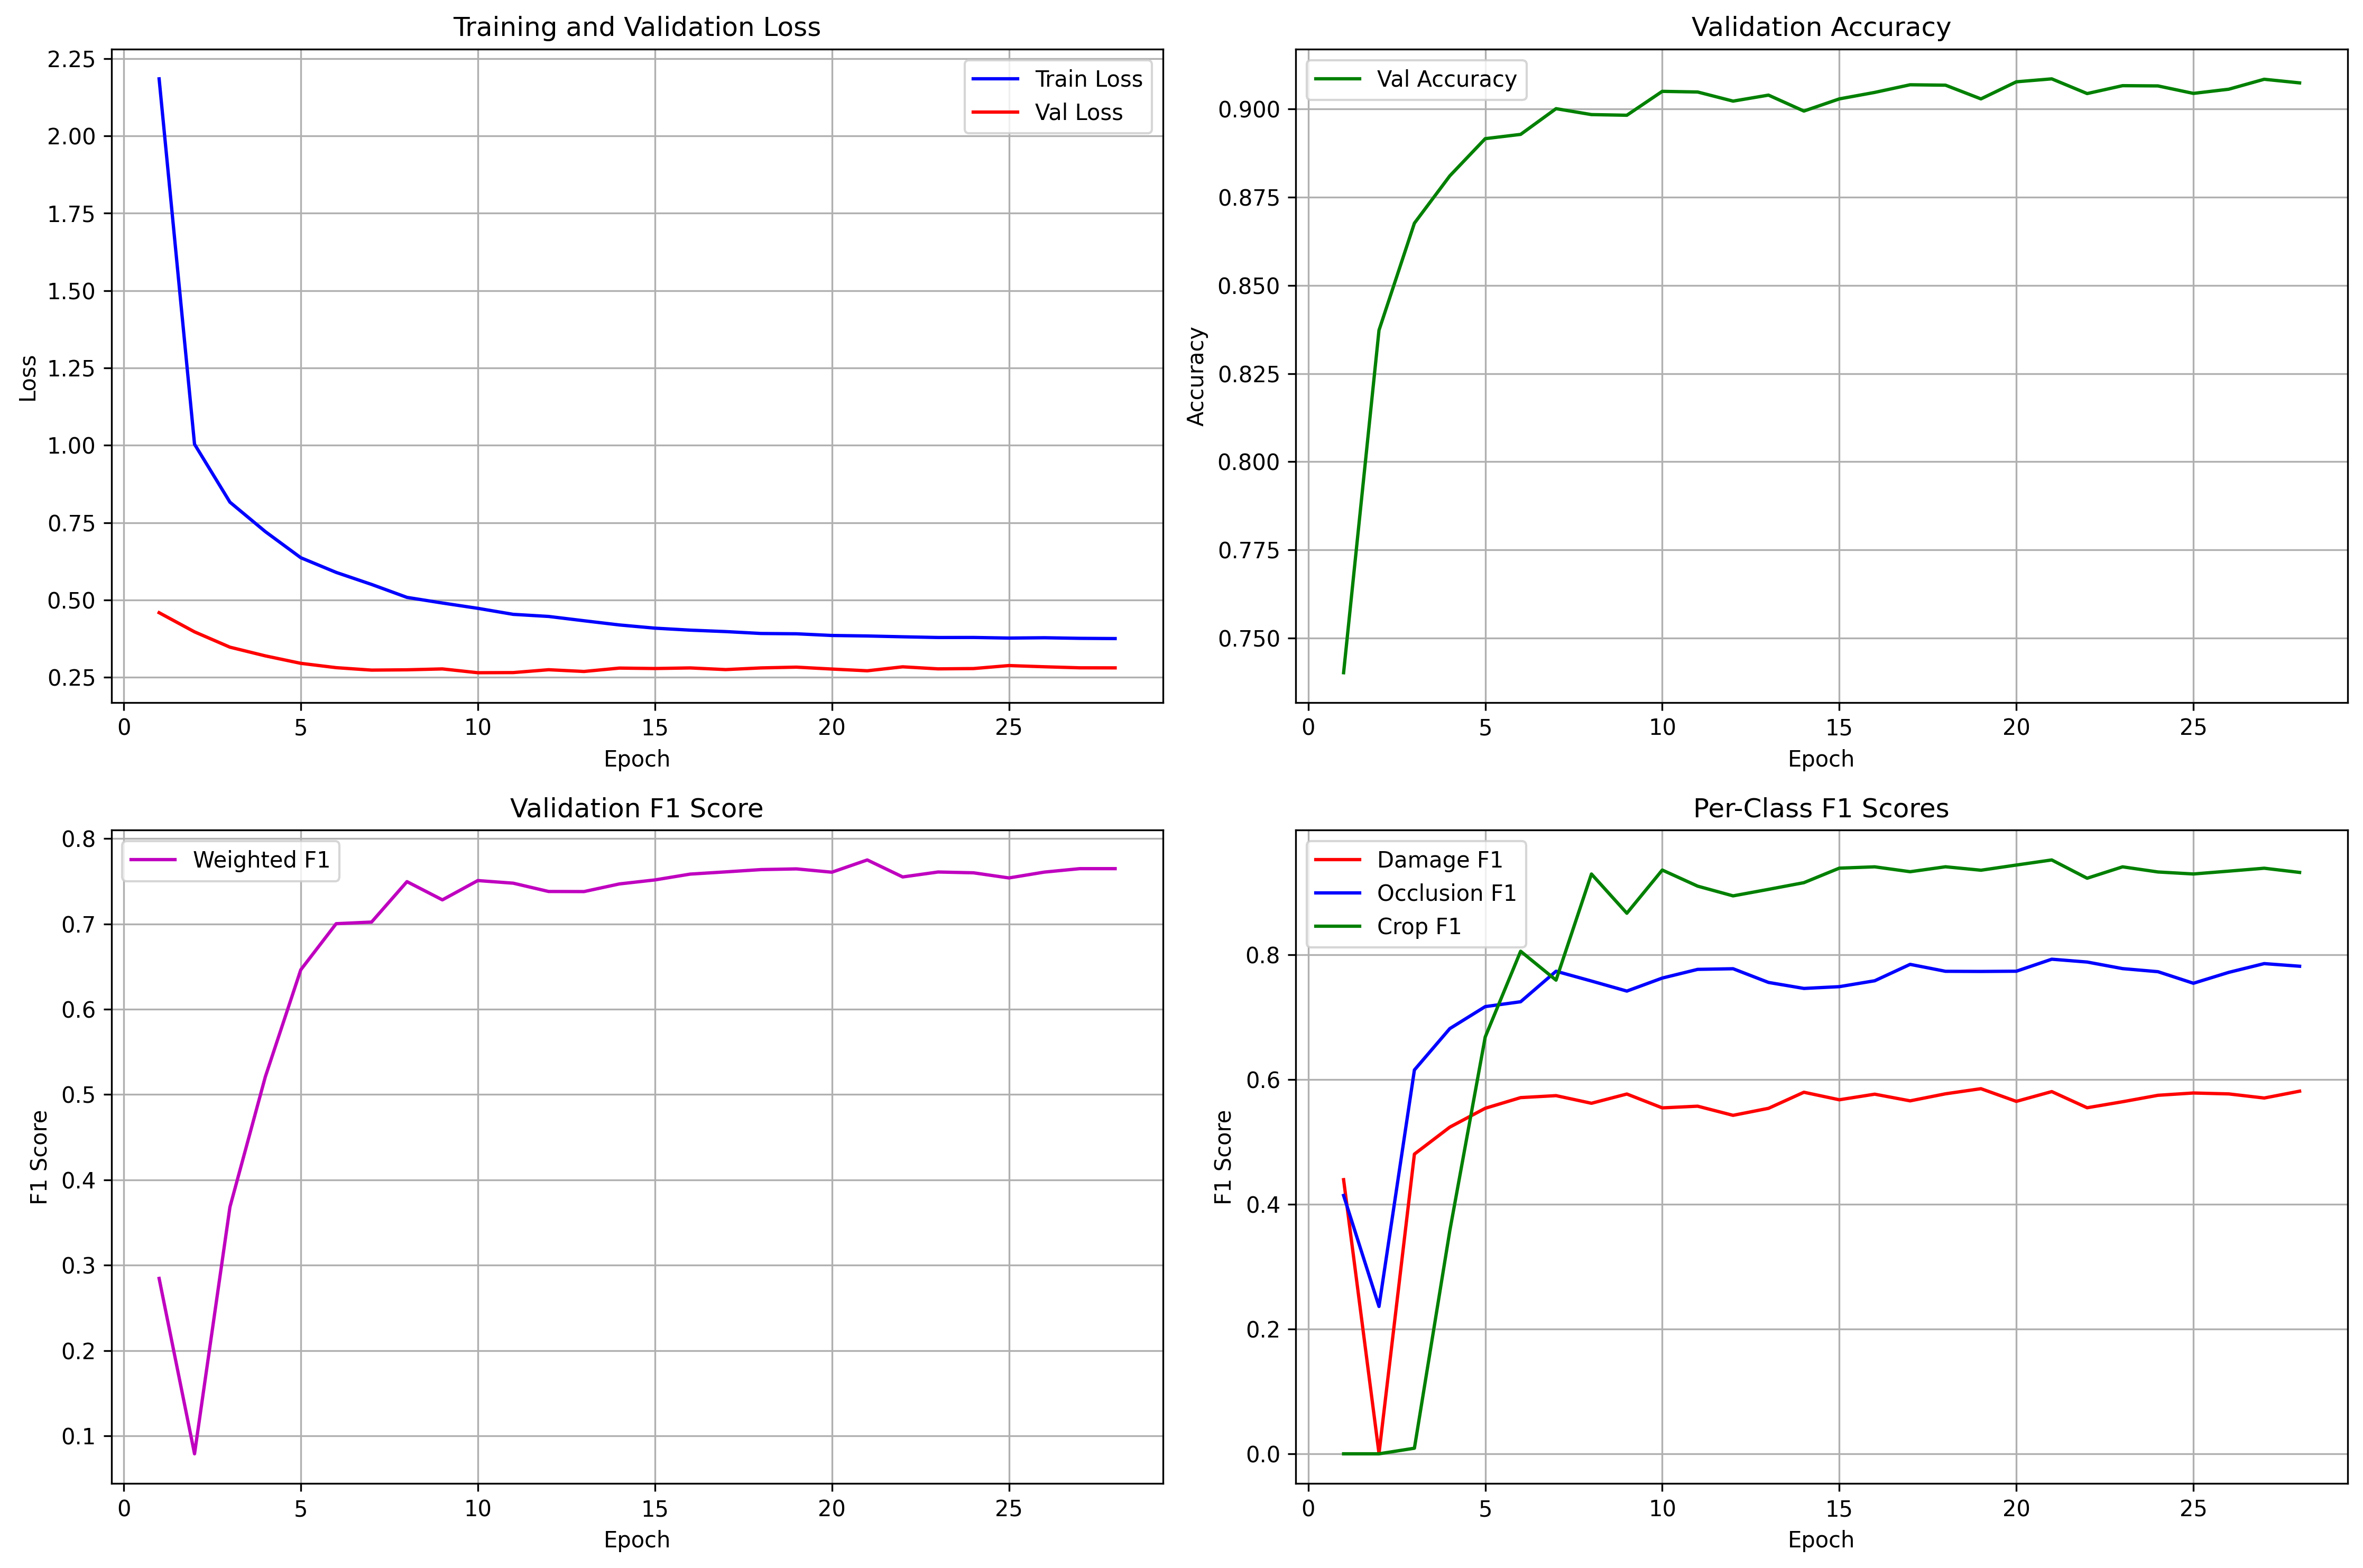 Training and Validation Loss
Train Loss
Val Loss
2.25
2.00
1.75
1.50
1.25
1.00
0.75
0.50
0.25
Loss
0 5 10 15 20 25
Epoch
Validation Accuracy
Val Accuracy
0.900
0.875
0.850
0.825
0.800
0.775
0.750
Accuracy
0 5 10 15 20 25
Epoch
Validation F1 Score
Weighted F1
0.8
0.7
0.6
0.5
0.4
0.3
0.2
0.1
F1 Score
0 5 10 15 20 25
Epoch
Per-Class F1 Scores
Damage F1
Occlusion F1
Crop F1
0.8
0.6
0.4
0.2
0.0
F1 Score
0 5 10 15 20 25
Epoch